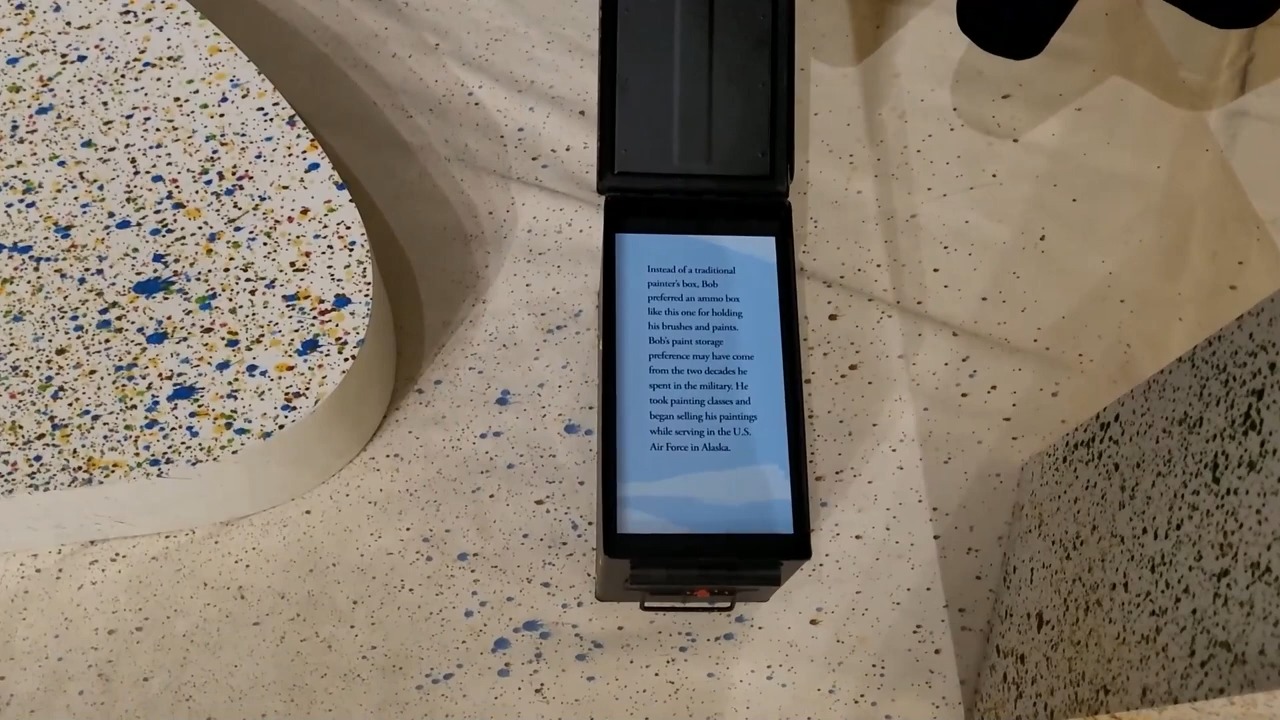 Instead of a traditional
painter's box, Bob
preferred an ammo box
like this one for holding
his brushes and paints.
Bob's paint storage
preference may have come
from the two decades he
spent in the military. He
took painting classes and
began selling his paintings
while serving in the U.S.
Air Force in Alaska.